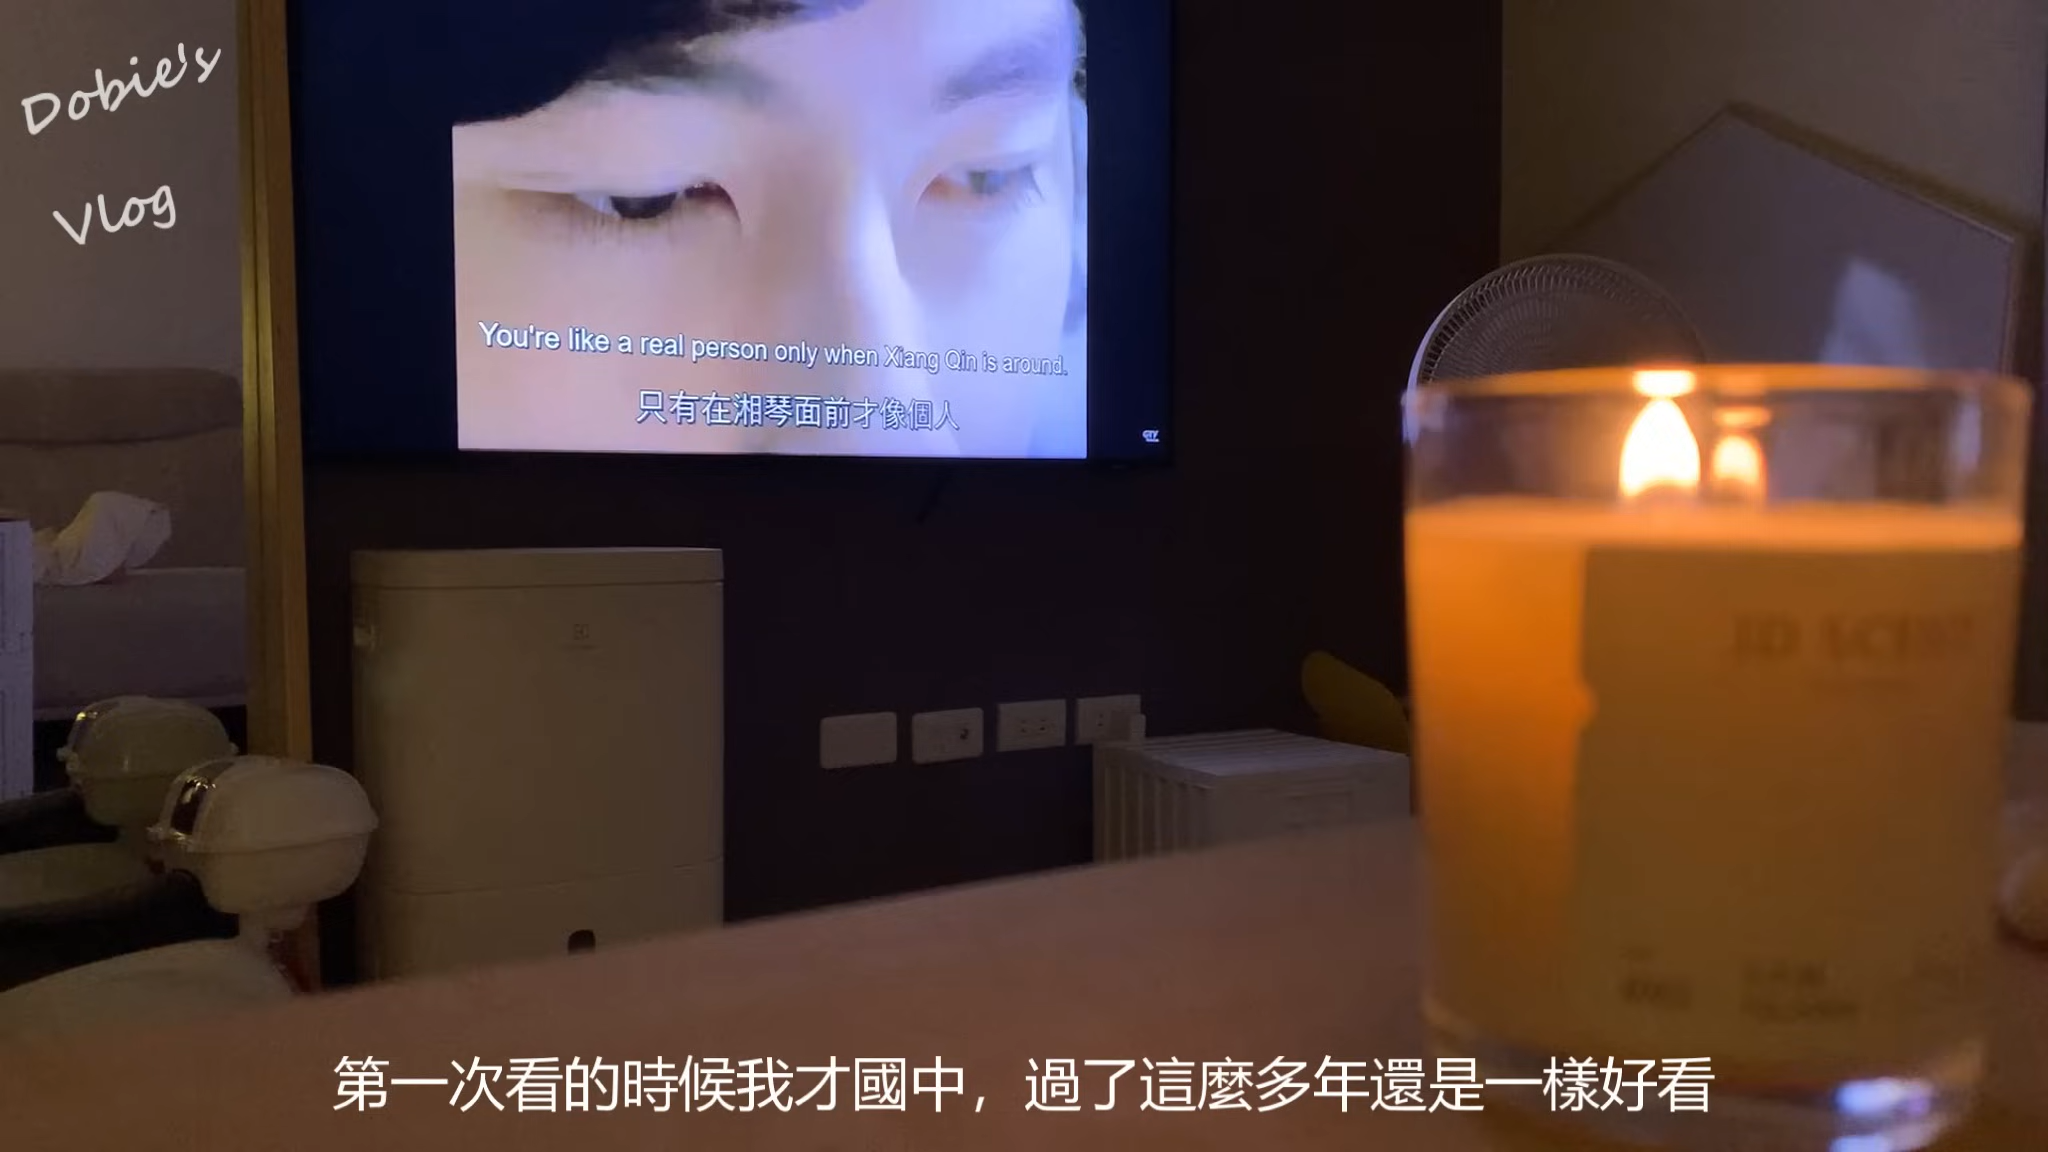 Dobie's
Vlog
You're like a real person only when Xiang Qin is around.
只有在湘琴面前才像個人
GTV
第一次看的時候我才國中，過了這麼多年還是一樣好看